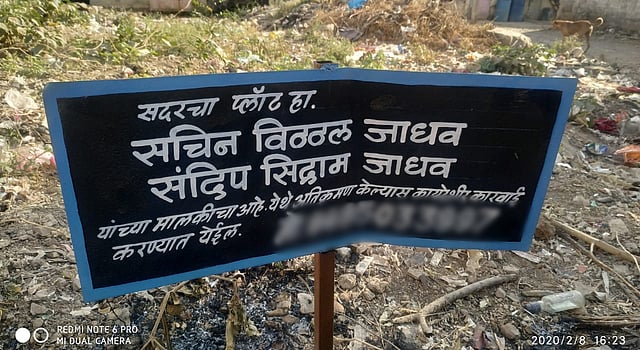 सदरचा प्लॉट हा.
सचिन विठ्ठल जाधव
संदिप सिद्राम जाधव
यांच्या मालकीचा आहे. येथे अतिक्रमण केल्यास कायदेशीर कारवाई
करण्यात येईल.
REDMI NOTE 6 PRO
MI DUAL CAMERA
2020/2/8 16:23